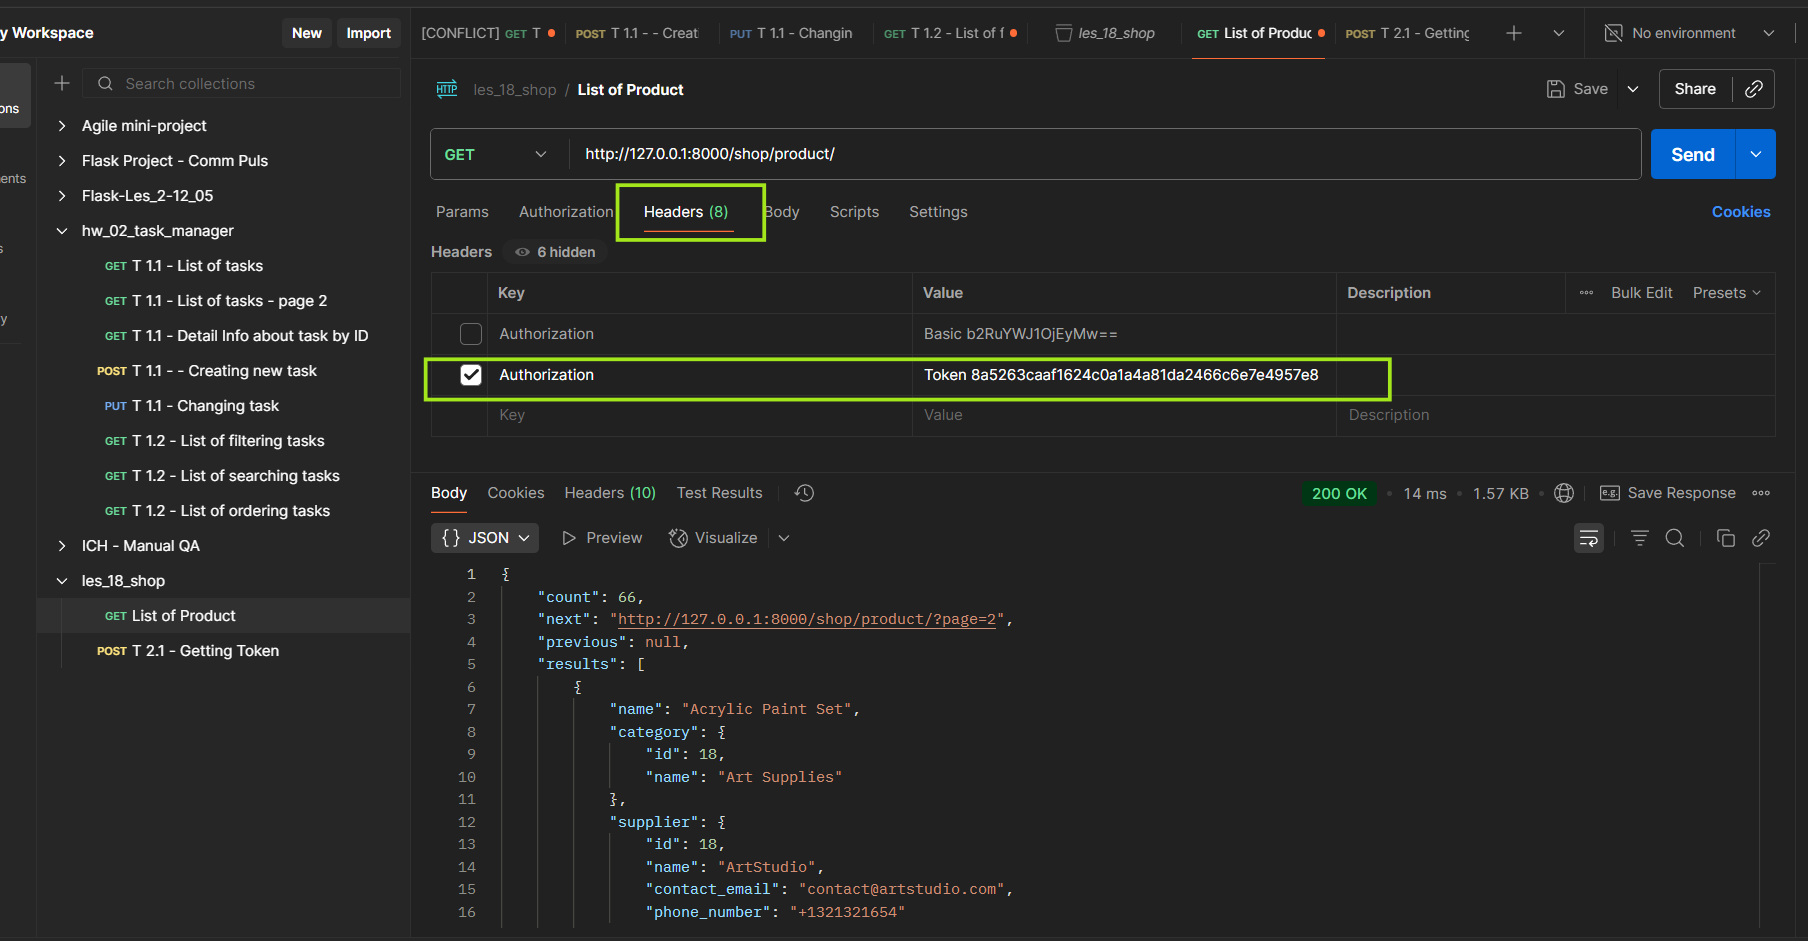 y Workspace
New
Import
[CONFLICT] GET T
POST T 1.1 - - Creati
PUT T 1.1 - Changin
GET T 1.2 - List of f
les_18_shop
GET List of Produc
POST T 2.1 - Getting
No environment
ons
ents
s
y
Search collections
Agile mini-project
Flask Project - Comm Puls
Flask-Les_2-12_05
hw_02_task_manager
GET T 1.1 - List of tasks
GET T 1.1 - List of tasks - page 2
GET T 1.1 - Detail Info about task by ID
POST T 1.1 - - Creating new task
PUT T 1.1 - Changing task
GET T 1.2 - List of filtering tasks
GET T 1.2 - List of searching tasks
GET T 1.2 - List of ordering tasks
ICH - Manual QA
les_18_shop
GET List of Product
POST T 2.1 - Getting Token
HTTP les_18_shop / List of Product
Save
Share
GET http://127.0.0.1:8000/shop/product/
Send
Params Authorization Headers (8) Body Scripts Settings Cookies
Headers 6 hidden
Key Value Description Bulk Edit Presets
Authorization Basic b2RuYWJ1OjEyMw==
Authorization Token 8a5263caaf1624c0a1a4a81da2466c6e7e4957e8
Key Value Description
Body Cookies Headers (10) Test Results 200 OK 14 ms 1.57 KB e.g. Save Response
{} JSON Preview Visualize
1 {
2 "count": 66,
3 "next": "http://127.0.0.1:8000/shop/product/?page=2",
4 "previous": null,
5 "results": [
6 {
7 "name": "Acrylic Paint Set",
8 "category": {
9 "id": 18,
10 "name": "Art Supplies"
11 },
12 "supplier": {
13 "id": 18,
14 "name": "ArtStudio",
15 "contact_email": "contact@artstudio.com",
16 "phone_number": "+1321321654"